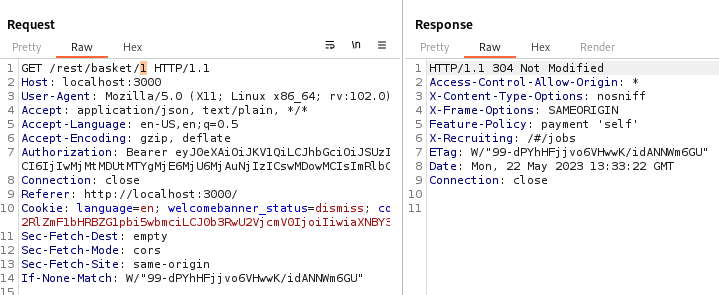 Request
Pretty Raw Hex
\n
1 GET /rest/basket/1 HTTP/1.1
2 Host: localhost:3000
3 User-Agent: Mozilla/5.0 (X11; Linux x86_64; rv:102.0)
4 Accept: application/json, text/plain, */*
5 Accept-Language: en-US,en;q=0.5
6 Accept-Encoding: gzip, deflate
7 Authorization: Bearer eyJ0eXAiOiJKV1QiLCJhbGciOiJSUzI
CI6IjIwMjMtMDUtMTYgMjE6MjU6MjAuNjIzICswMDowMCIsImRlbG
8 Connection: close
9 Referer: http://localhost:3000/
10 Cookie: language=en; welcomebanner_status=dismiss; co
2RlZmF1bHRBZG1pbi5wbmciLCJ0b3RwU2VjcmV0IjoiIiwiaXNBY3
11 Sec-Fetch-Dest: empty
12 Sec-Fetch-Mode: cors
13 Sec-Fetch-Site: same-origin
14 If-None-Match: W/"99-dPYhHFjjvo6VHwwK/idANNWm6GU"
15
Response
Pretty Raw Hex Render
1 HTTP/1.1 304 Not Modified
2 Access-Control-Allow-Origin: *
3 X-Content-Type-Options: nosniff
4 X-Frame-Options: SAMEORIGIN
5 Feature-Policy: payment 'self'
6 X-Recruiting: /#/jobs
7 ETag: W/"99-dPYhHFjjvo6VHwwK/idANNWm6GU"
8 Date: Mon, 22 May 2023 13:33:22 GMT
9 Connection: close
10
11